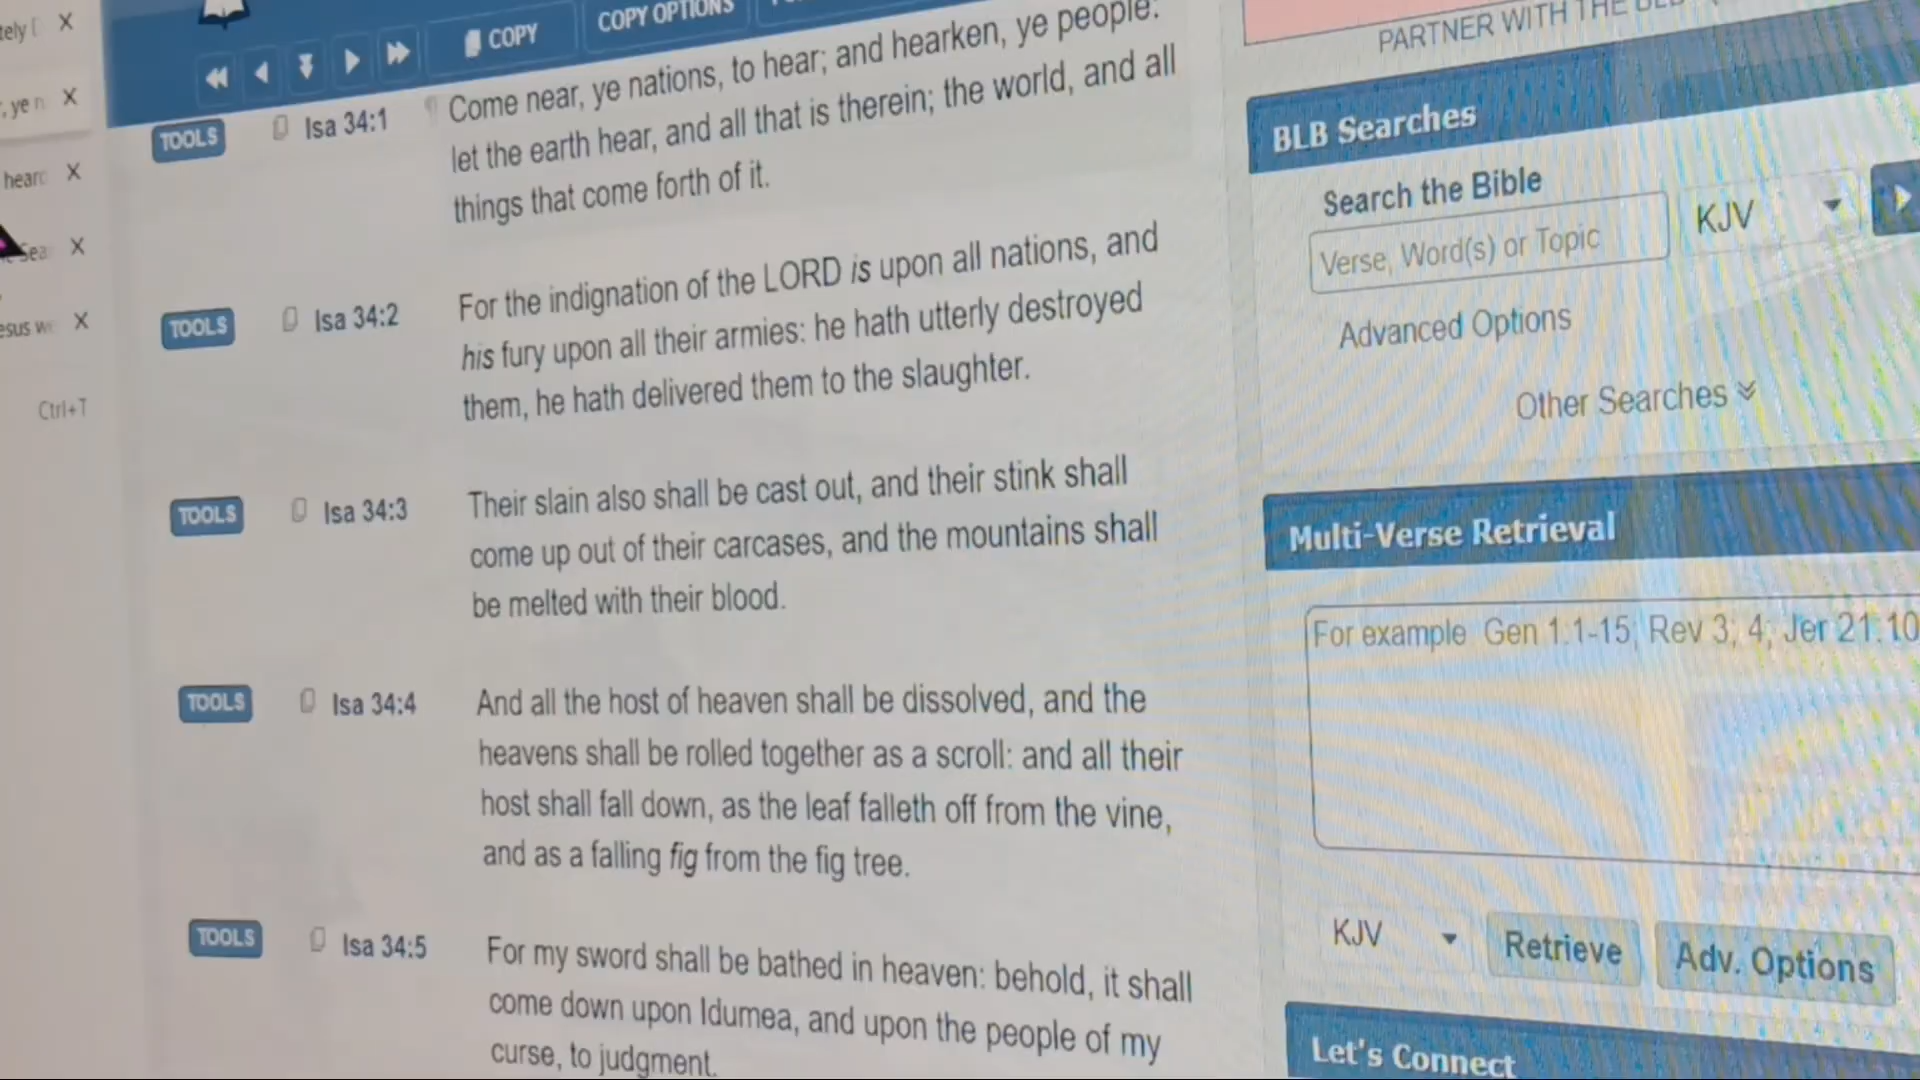 tely
COPY
COPY OPTIONS
PARTNER WITH THE
, ye n
Come near, ye nations, to hear; and hearken, ye people:
TOOLS Isa 34:1 let the earth hear, and all that is therein; the world, and all
things that come forth of it.
hearc
Sea
esus we
Ctrl+T
TOOLS Isa 34:2 For the indignation of the LORD is upon all nations, and
his fury upon all their armies: he hath utterly destroyed
them, he hath delivered them to the slaughter.
TOOLS Isa 34:3 Their slain also shall be cast out, and their stink shall
come up out of their carcases, and the mountains shall
be melted with their blood.
TOOLS Isa 34:4 And all the host of heaven shall be dissolved, and the
heavens shall be rolled together as a scroll: and all their
host shall fall down, as the leaf falleth off from the vine,
and as a falling fig from the fig tree.
TOOLS Isa 34:5 For my sword shall be bathed in heaven: behold, it shall
come down upon Idumea, and upon the people of my
curse, to judgment.
BLB Searches
Search the Bible
Verse, Word(s) or Topic KJV
Advanced Options
Other Searches
Multi-Verse Retrieval
For example Gen 1:1-15; Rev 3, 4; Jer 21:10
KJV Retrieve Adv. Options
Let's Connect